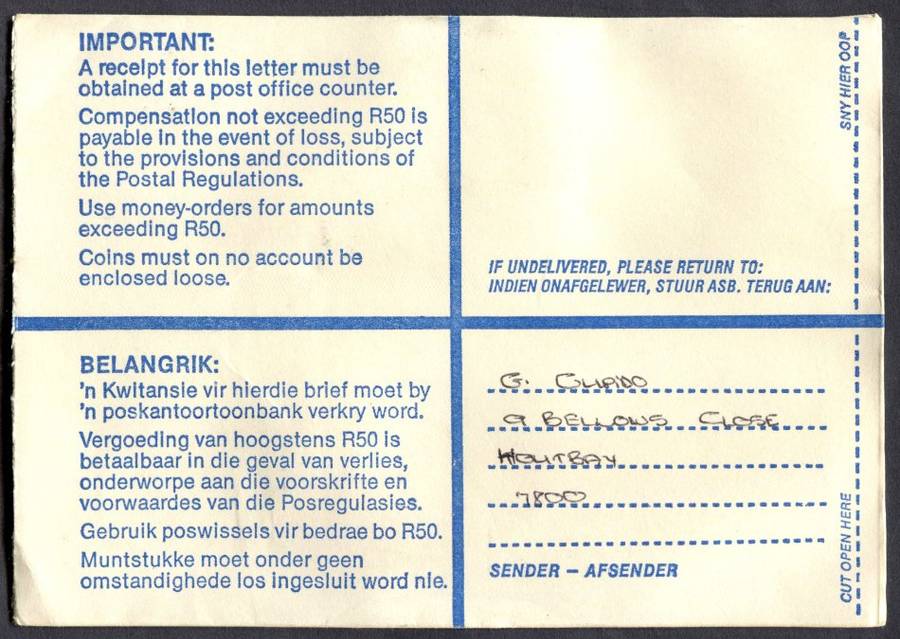 IMPORTANT:
A receipt for this letter must be
obtained at a post office counter.
Compensation not exceeding R50 is
payable in the event of loss, subject
to the provisions and conditions of
the Postal Regulations.
Use money-orders for amounts
exceeding R50.
Coins must on no account be
enclosed loose.
SNY HIER OOP
IF UNDELIVERED, PLEASE RETURN TO:
INDIEN ONAFGELEWER, STUUR ASB. TERUG AAN:
BELANGRIK:
'n Kwitansie vir hierdie brief moet by
'n poskantoortoonbank verkry word.
Vergoeding van hoogstens R50 is
betaalbaar in die geval van verlies,
onderworpe aan die voorskrifte en
voorwaardes van die Posregulasies.
Gebruik poswissels vir bedrae bo R50.
Muntstukke moet onder geen
omstandighede los ingesluit word nie.
G. CUPIDO
9 BELLOWS CLOSE
HOUTBAY
7800
SENDER – AFSENDER
CUT OPEN HERE